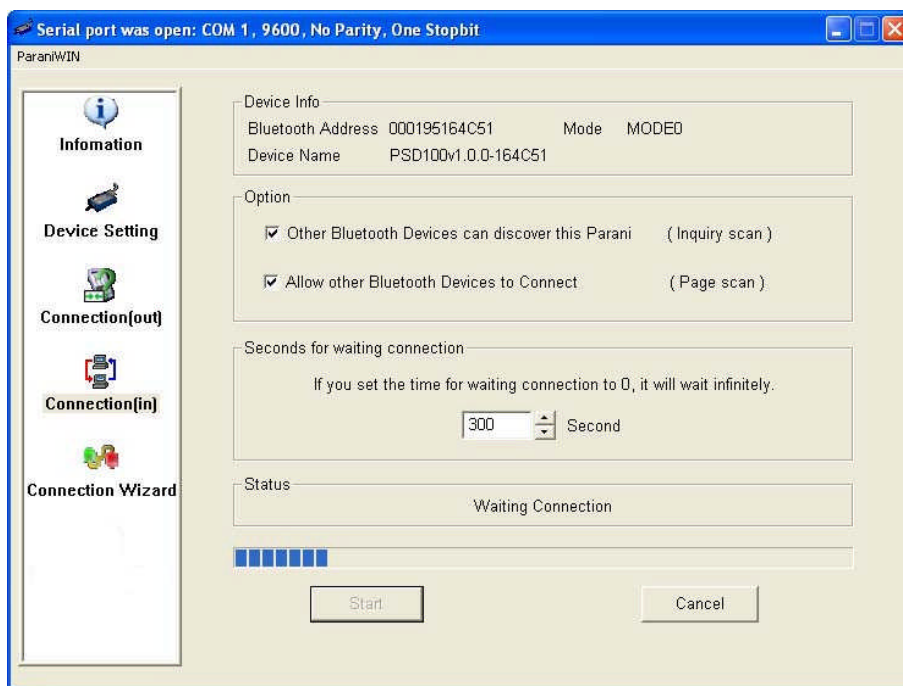 Serial port was open: COM 1, 9600, No Parity, One Stopbit
ParaniWIN
Infomation
Device Setting
Connection(out)
Connection(in)
Connection Wizard
Device Info
Bluetooth Address 000195164C51 Mode MODE0
Device Name PSD100v1.0.0-164C51
Option
Other Bluetooth Devices can discover this Parani ( Inquiry scan )
Allow other Bluetooth Devices to Connect ( Page scan )
Seconds for waiting connection
If you set the time for waiting connection to 0, it will wait infinitely.
300 Second
Status
Waiting Connection
Start Cancel